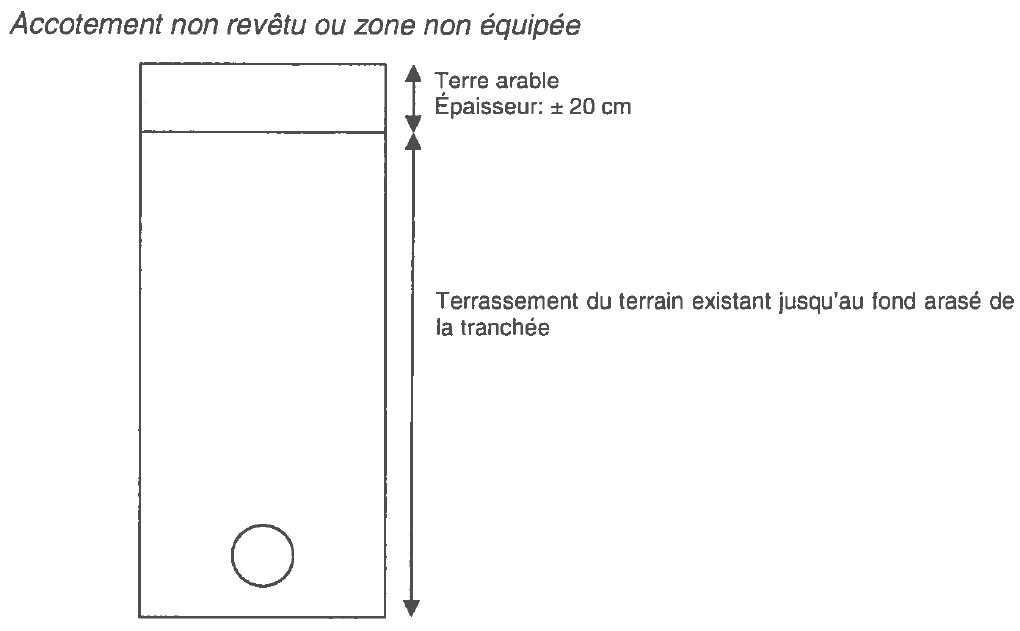 Accotement non revêtu ou zone non équipée
Terre arable
Épaisseur: ± 20 cm
Terrassement du terrain existant jusqu'au fond arasé de
la tranchée